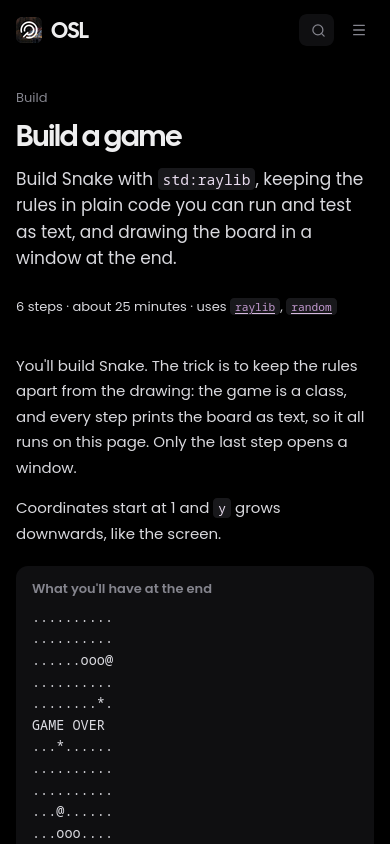 OSL
Build
Build a game
Build Snake with std:raylib, keeping the
rules in plain code you can run and test
as text, and drawing the board in a
window at the end.
6 steps · about 25 minutes · uses raylib, random
You'll build Snake. The trick is to keep the rules
apart from the drawing: the game is a class,
and every step prints the board as text, so it all
runs on this page. Only the last step opens a
window.
Coordinates start at 1 and y grows
downwards, like the screen.
What you'll have at the end
..........
..........
......ooo@
..........
........*.
GAME OVER
...*......
..........
..........
...@......
...ooo....